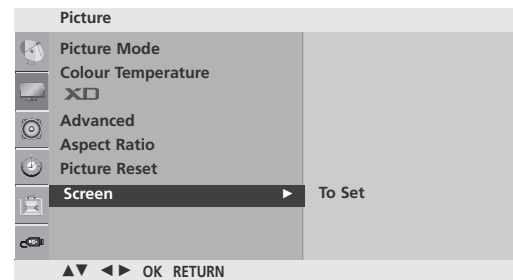 Picture
Picture Mode
Colour Temperature
XD
Advanced
Aspect Ratio
Picture Reset
Screen ► To Set
▲▼ ◄► OK RETURN